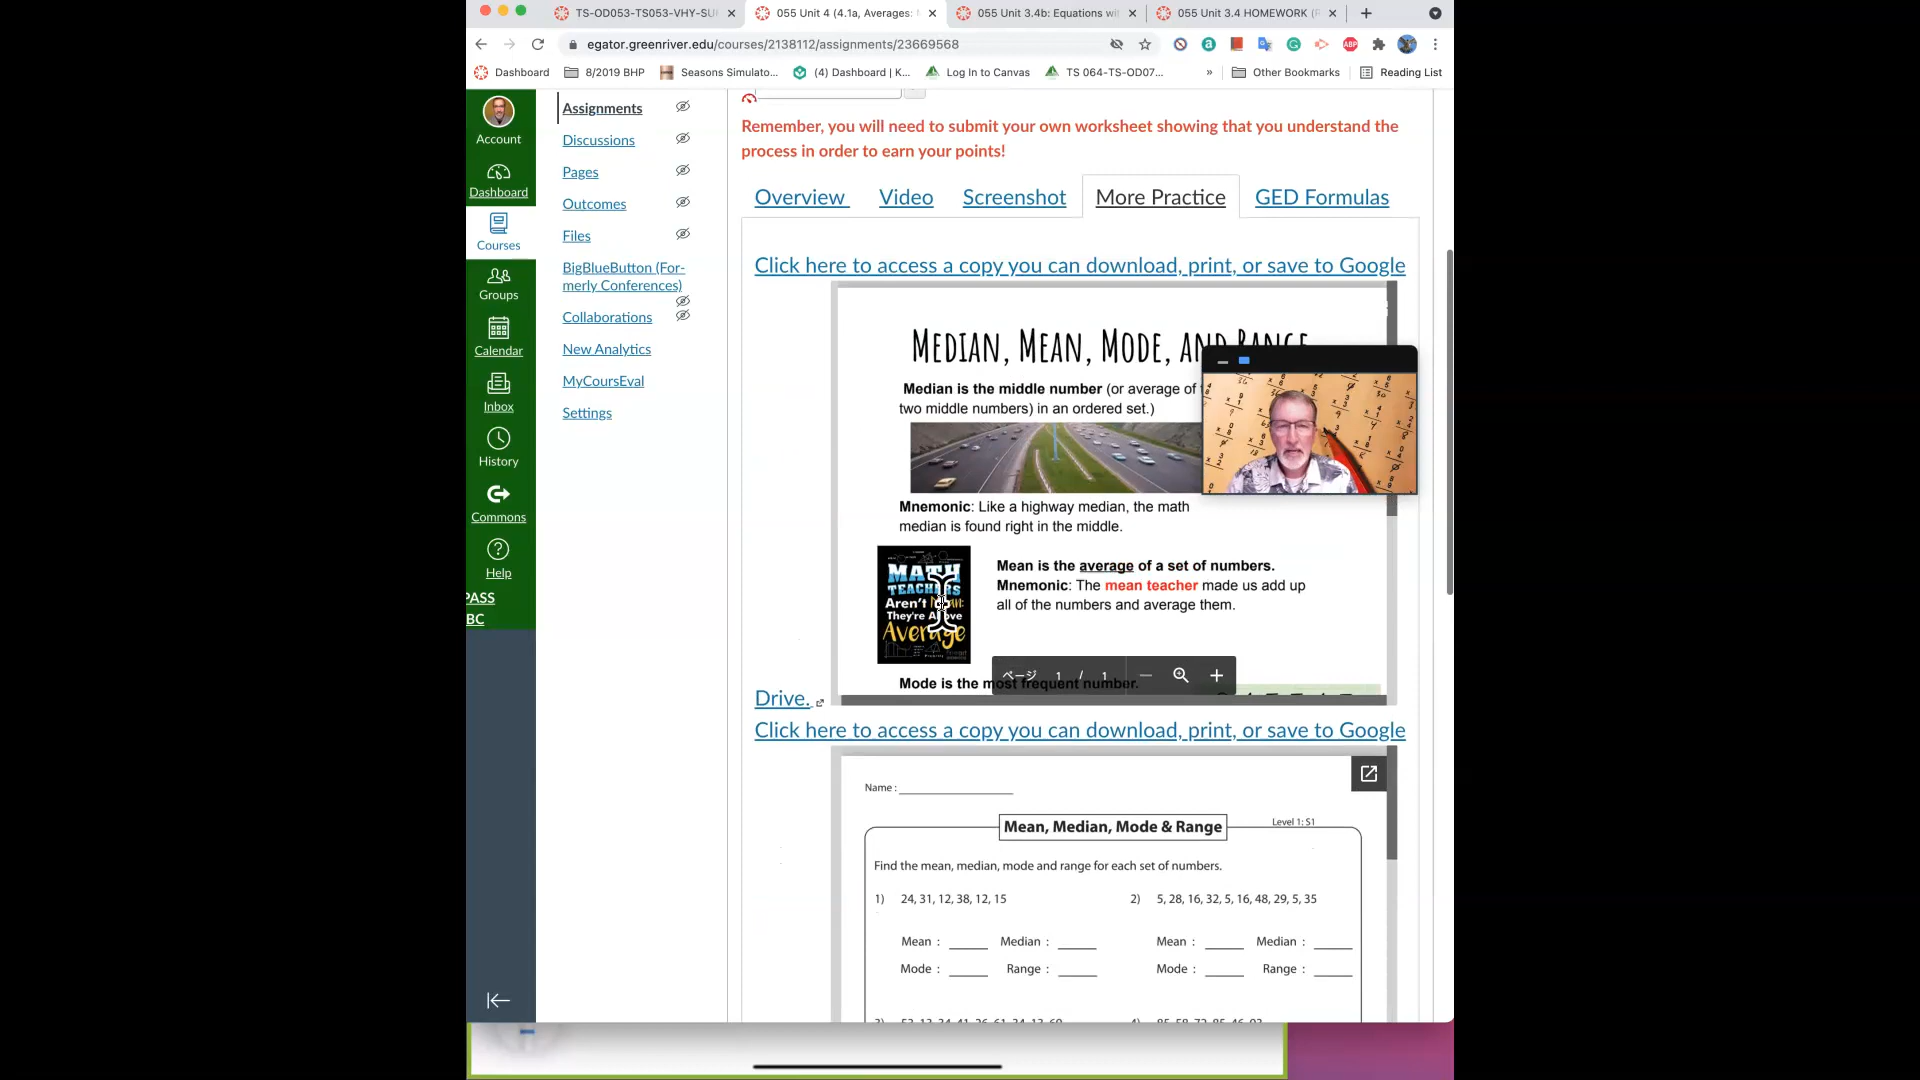 TS-OD053-TS053-VHY-SU
055 Unit 4 (4.1a, Averages:
055 Unit 3.4b: Equations wi
055 Unit 3.4 HOMEWORK (
egator.greenriver.edu/courses/2138112/assignments/23669568
Dashboard
8/2019 BHP
Seasons Simulato...
(4) Dashboard | K...
Log In to Canvas
TS 064-TS-OD07...
»
Other Bookmarks
Reading List
Account
Dashboard
Courses
Groups
Calendar
Inbox
History
Commons
Help
PASS
BC
Assignments
Discussions
Pages
Outcomes
Files
BigBlueButton (For-
merly Conferences)
Collaborations
New Analytics
MyCoursEval
Settings
Remember, you will need to submit your own worksheet showing that you understand the
process in order to earn your points!
Overview
Video
Screenshot
More Practice
GED Formulas
Click here to access a copy you can download, print, or save to Google
MEDIAN, MEAN, MODE, AND RANGE
Median is the middle number (or average of
two middle numbers) in an ordered set.)
Mnemonic: Like a highway median, the math
median is found right in the middle.
MATH
TEACHERS
Aren't
They're Above
Average
Mean is the average of a set of numbers.
Mnemonic: The mean teacher made us add up
all of the numbers and average them.
Mode is the most frequent number.
ページ 1 / 1
Drive.
Click here to access a copy you can download, print, or save to Google
Name :
Mean, Median, Mode & Range
Level 1: S1
Find the mean, median, mode and range for each set of numbers.
1) 24, 31, 12, 38, 12, 15
2) 5, 28, 16, 32, 5, 16, 48, 29, 5, 35
Mean : Median :
Mean : Median :
Mode : Range :
Mode : Range :